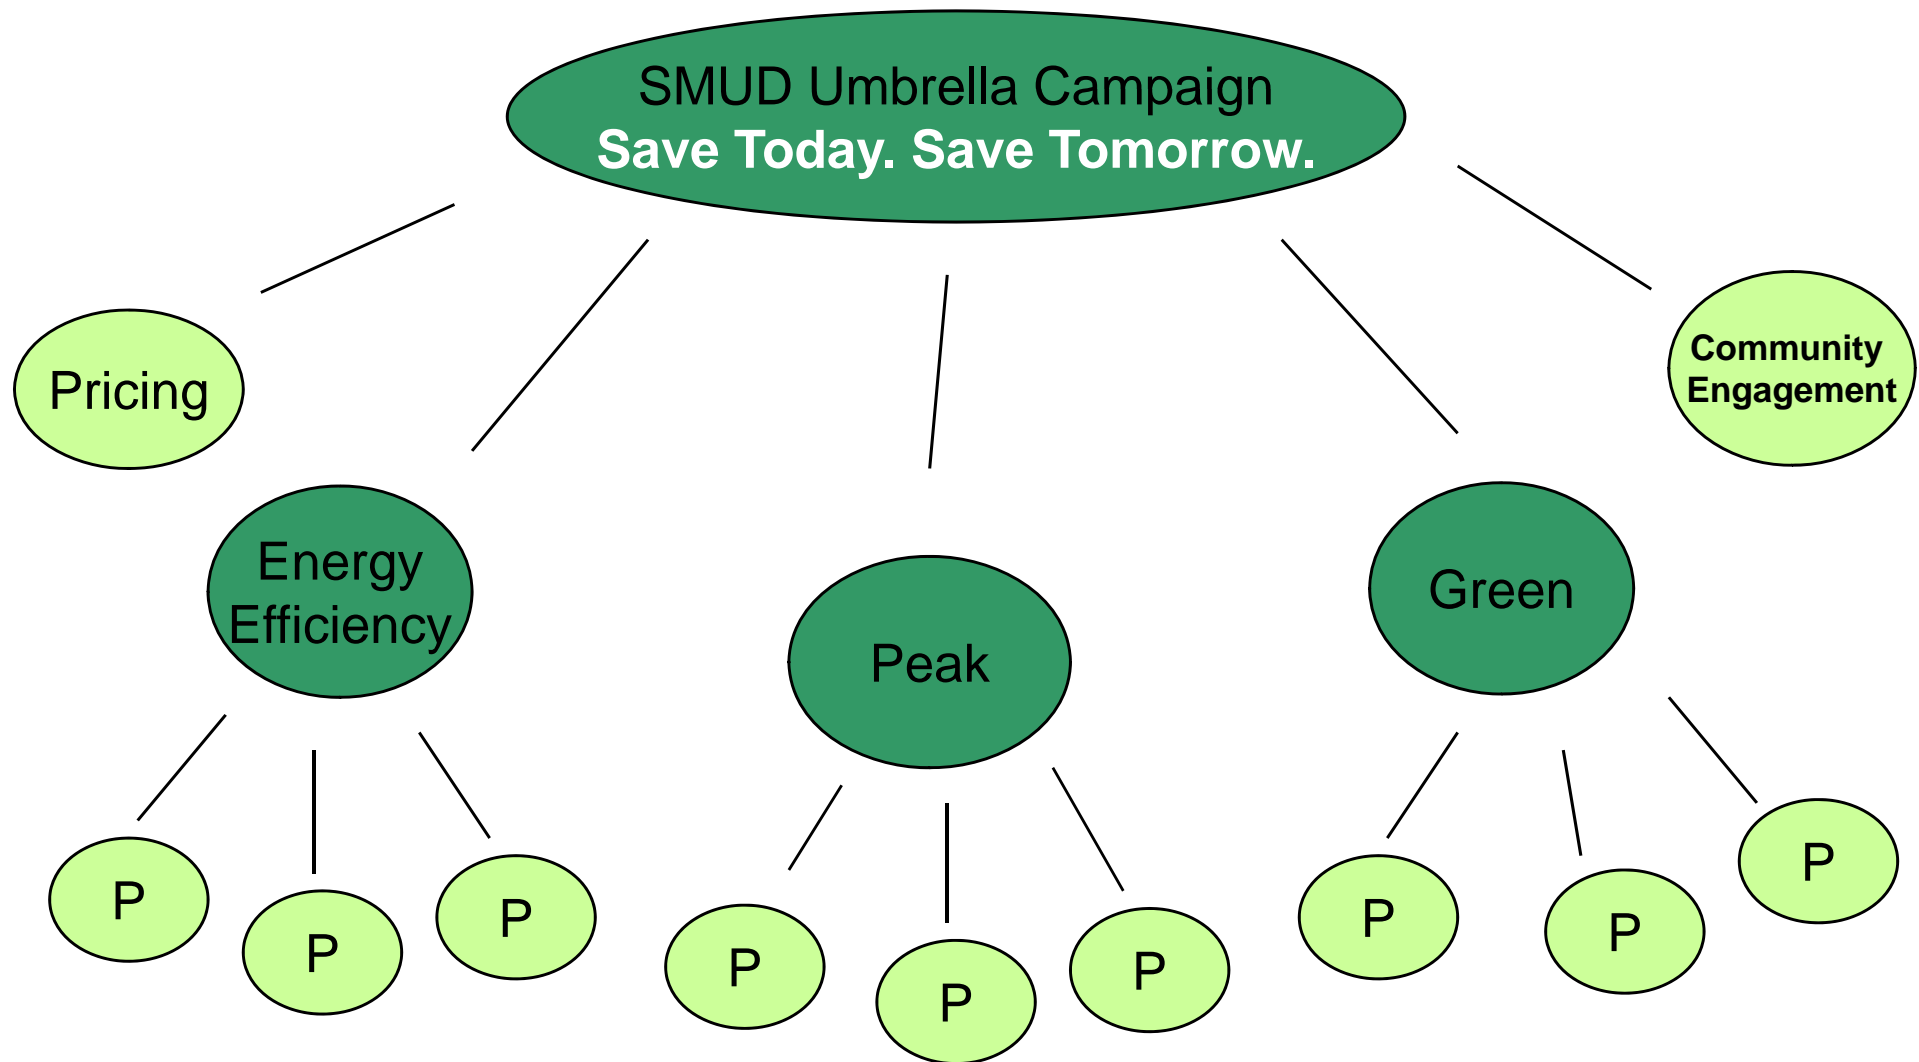 SMUD Umbrella Campaign
Save Today. Save Tomorrow.
Pricing
Community
Engagement
Energy
Efficiency
Peak
Green
P
P
P
P
P
P
P
P
P